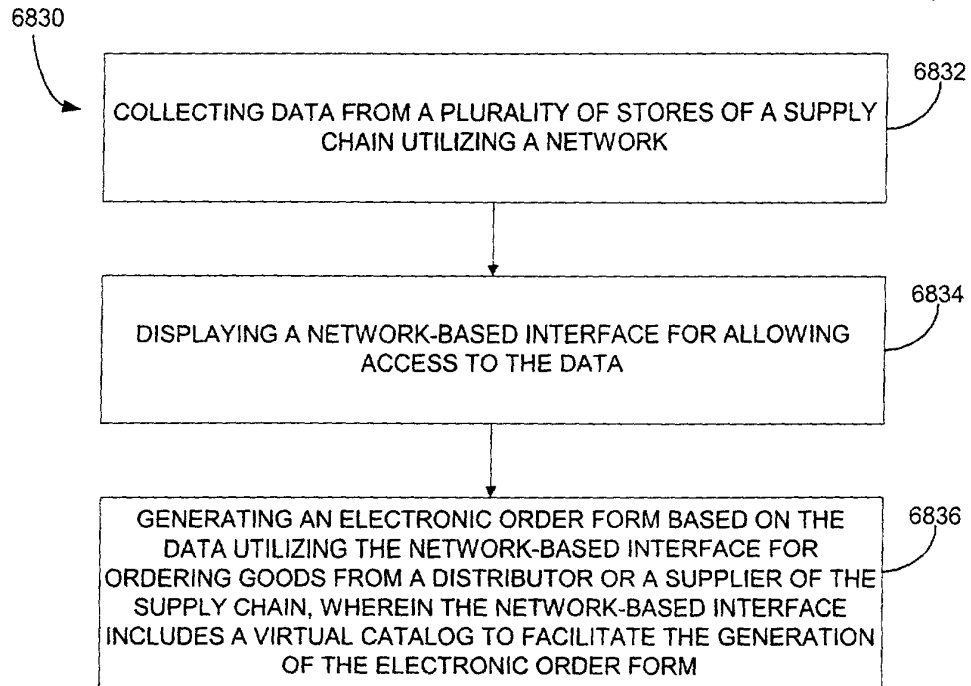 6830
6832
COLLECTING DATA FROM A PLURALITY OF STORES OF A SUPPLY
CHAIN UTILIZING A NETWORK
6834
DISPLAYING A NETWORK-BASED INTERFACE FOR ALLOWING
ACCESS TO THE DATA
6836
GENERATING AN ELECTRONIC ORDER FORM BASED ON THE
DATA UTILIZING THE NETWORK-BASED INTERFACE FOR
ORDERING GOODS FROM A DISTRIBUTOR OR A SUPPLIER OF THE
SUPPLY CHAIN, WHEREIN THE NETWORK-BASED INTERFACE
INCLUDES A VIRTUAL CATALOG TO FACILITATE THE GENERATION
OF THE ELECTRONIC ORDER FORM